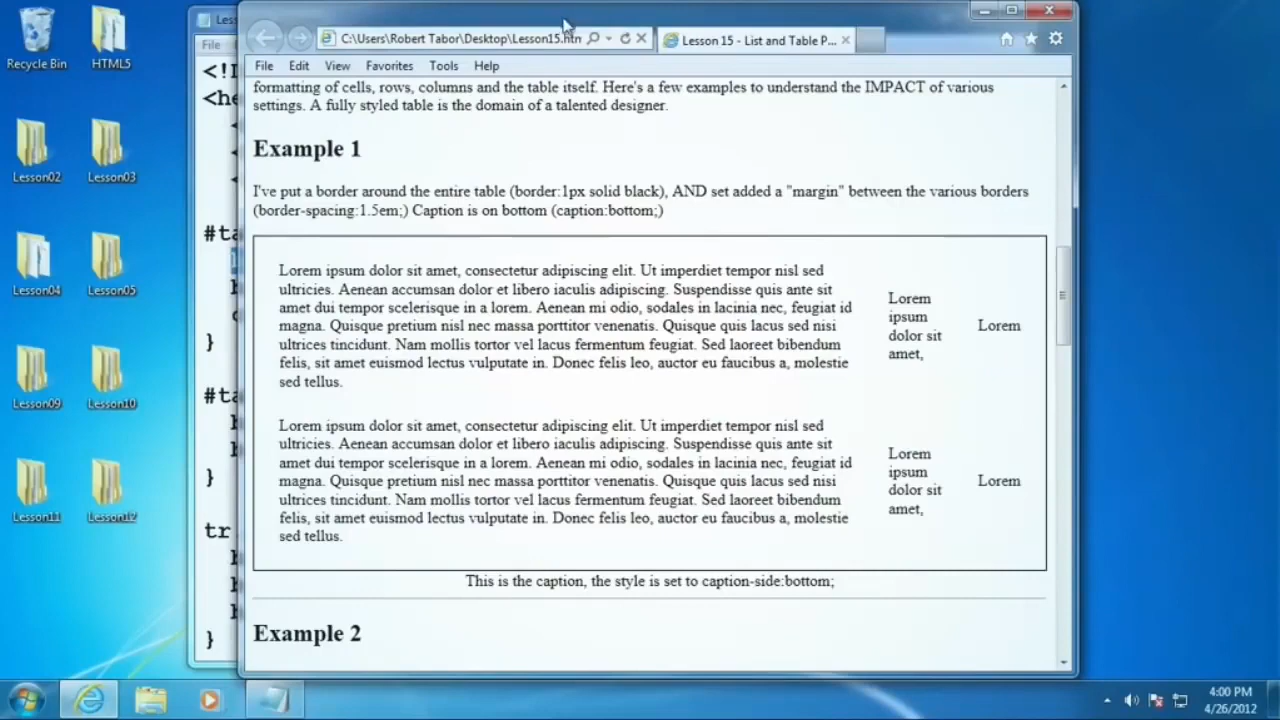 Recycle Bin
HTML5
Lesson02
Lesson03
Lesson04
Lesson05
Lesson09
Lesson10
Lesson11
Lesson12
Les
File
<!
<he
<
<
<
#ta
}
#ta
}
tr
}
C:\Users\Robert Tabor\Desktop\Lesson15.htm
Lesson 15 - List and Table P...
File Edit View Favorites Tools Help
formatting of cells, rows, columns and the table itself. Here's a few examples to understand the IMPACT of various
settings. A fully styled table is the domain of a talented designer.
Example 1
I've put a border around the entire table (border:1px solid black), AND set added a "margin" between the various borders
(border-spacing:1.5em;) Caption is on bottom (caption:bottom;)
Lorem ipsum dolor sit amet, consectetur adipiscing elit. Ut imperdiet tempor nisl sed
ultricies. Aenean accumsan dolor et libero iaculis adipiscing. Suspendisse quis ante sit
amet dui tempor scelerisque in a lorem. Aenean mi odio, sodales in lacinia nec, feugiat id
magna. Quisque pretium nisl nec massa porttitor venenatis. Quisque quis lacus sed nisi
ultrices tincidunt. Nam mollis tortor vel lacus fermentum feugiat. Sed laoreet bibendum
felis, sit amet euismod lectus vulputate in. Donec felis leo, auctor eu faucibus a, molestie
sed tellus.
Lorem
ipsum
dolor sit
amet,
Lorem
Lorem ipsum dolor sit amet, consectetur adipiscing elit. Ut imperdiet tempor nisl sed
ultricies. Aenean accumsan dolor et libero iaculis adipiscing. Suspendisse quis ante sit
amet dui tempor scelerisque in a lorem. Aenean mi odio, sodales in lacinia nec, feugiat id
magna. Quisque pretium nisl nec massa porttitor venenatis. Quisque quis lacus sed nisi
ultrices tincidunt. Nam mollis tortor vel lacus fermentum feugiat. Sed laoreet bibendum
felis, sit amet euismod lectus vulputate in. Donec felis leo, auctor eu faucibus a, molestie
sed tellus.
Lorem
ipsum
dolor sit
amet,
Lorem
This is the caption, the style is set to caption-side:bottom;
Example 2
4:00 PM
4/26/2012